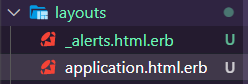 layouts
_alerts.html.erb U
application.html.erb U